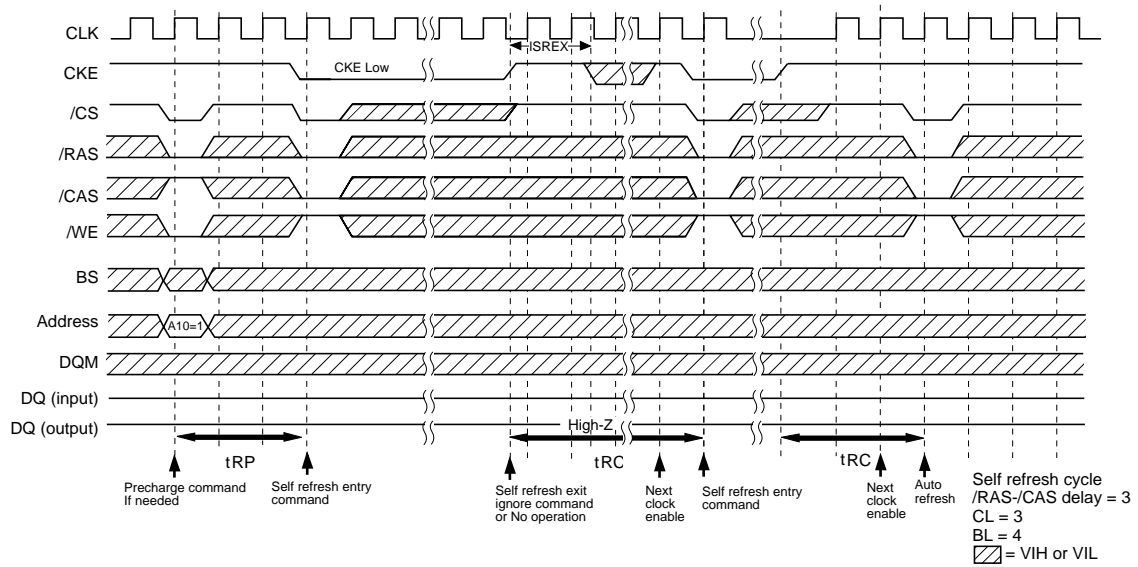 CLK
ISREX
CKE
CKE Low
/CS
/RAS
/CAS
/WE
BS
Address
A10=1
DQM
DQ (input)
DQ (output)
High-Z
tRP
tRC
tRC
Precharge command
If needed
Self refresh entry
command
Self refresh exit
ignore command
or No operation
Next
clock
enable
Self refresh entry
command
Next
clock
enable
Auto
refresh
Self refresh cycle
/RAS-/CAS delay = 3
CL = 3
BL = 4
= VIH or VIL